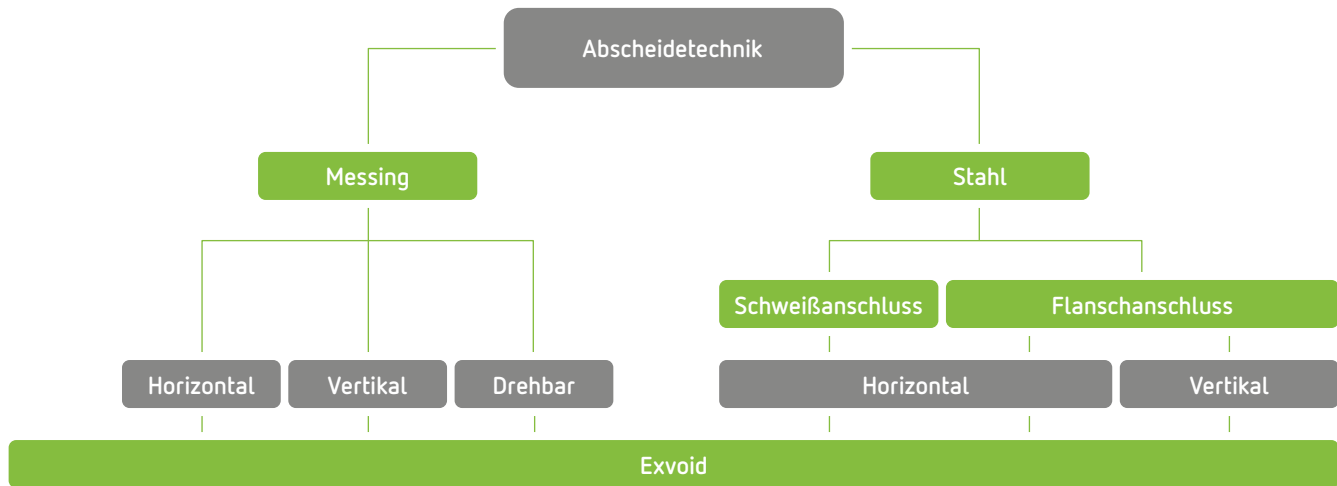 Abscheidetechnik
Messing
Stahl
Schweißanschluss
Flanschanschluss
Horizontal
Vertikal
Drehbar
Horizontal
Vertikal
Exvoid